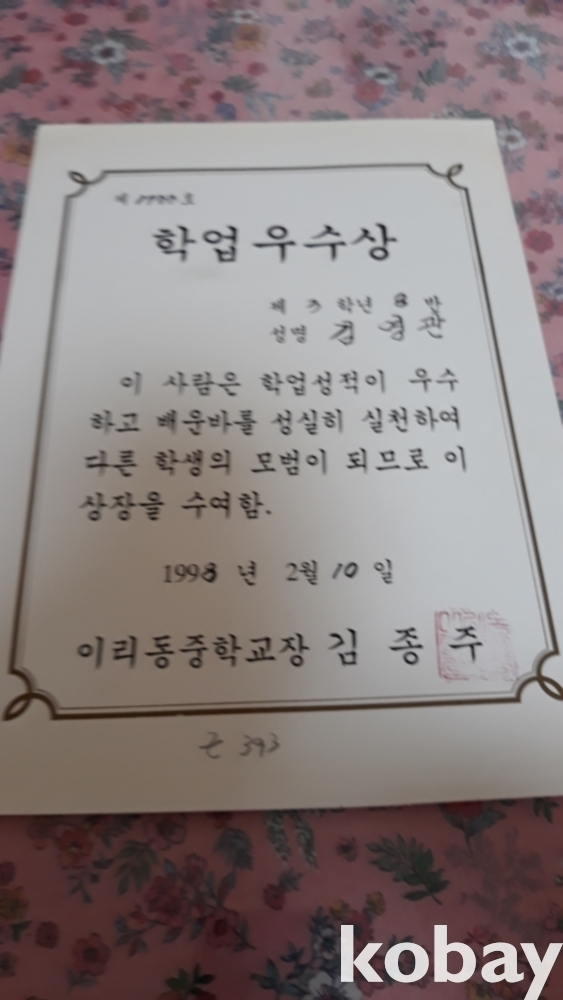 학업우수상
제 3 학년 8 반
성명 김 경관
이 사람은 학업성적이 우수
하고 배운바를 성실히 실천하여
다른 학생의 모범이 되므로 이
상장을 수여함.
1998 년 2월 10 일
이리동중학교장 김 종 주
393
kobay